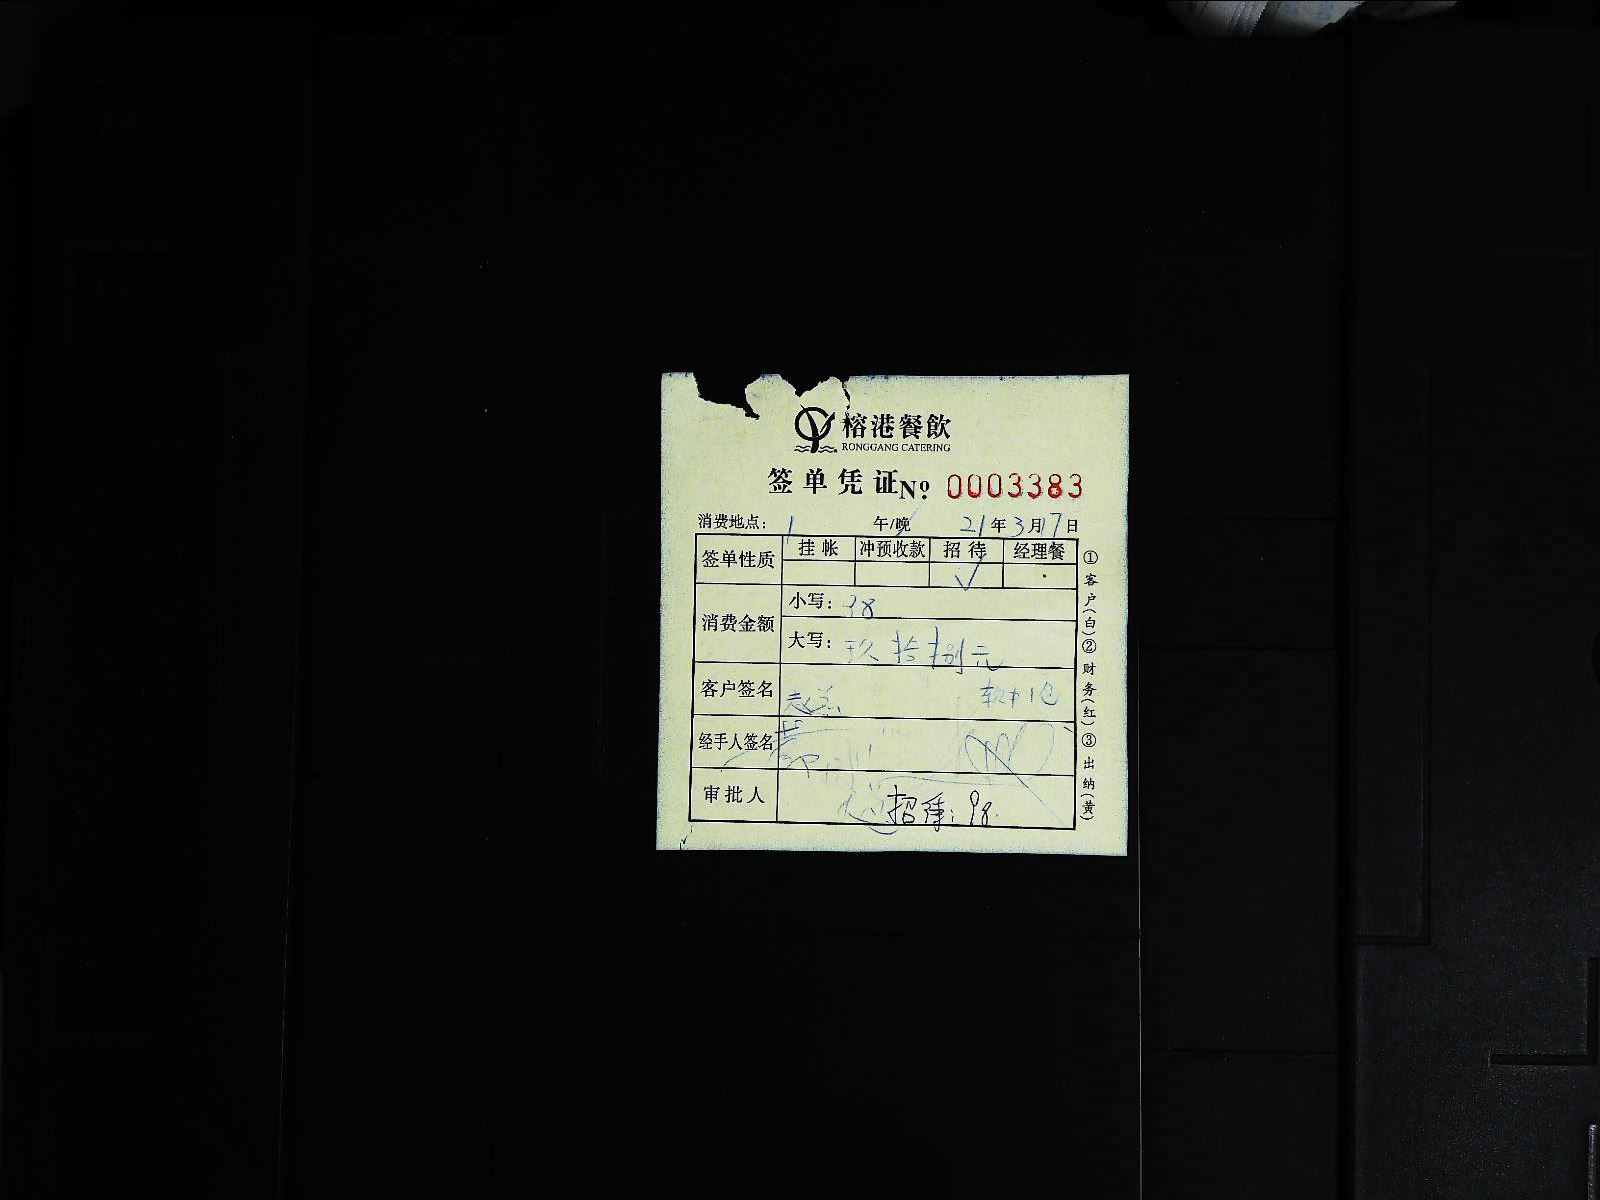 榕港餐飲
RONGGANG CATERING
签单凭证 No 0003383
消费地点: 1 午/晚 21年3月17日
签单性质 挂帐 冲预收款 招待 经理餐
√
消费金额 小写: 98
大写: 玖拾捌元
客户签名 赵总
经手人签名
审批人 招待: 98.
①客户(白)②财务(红)③出纳(黄)